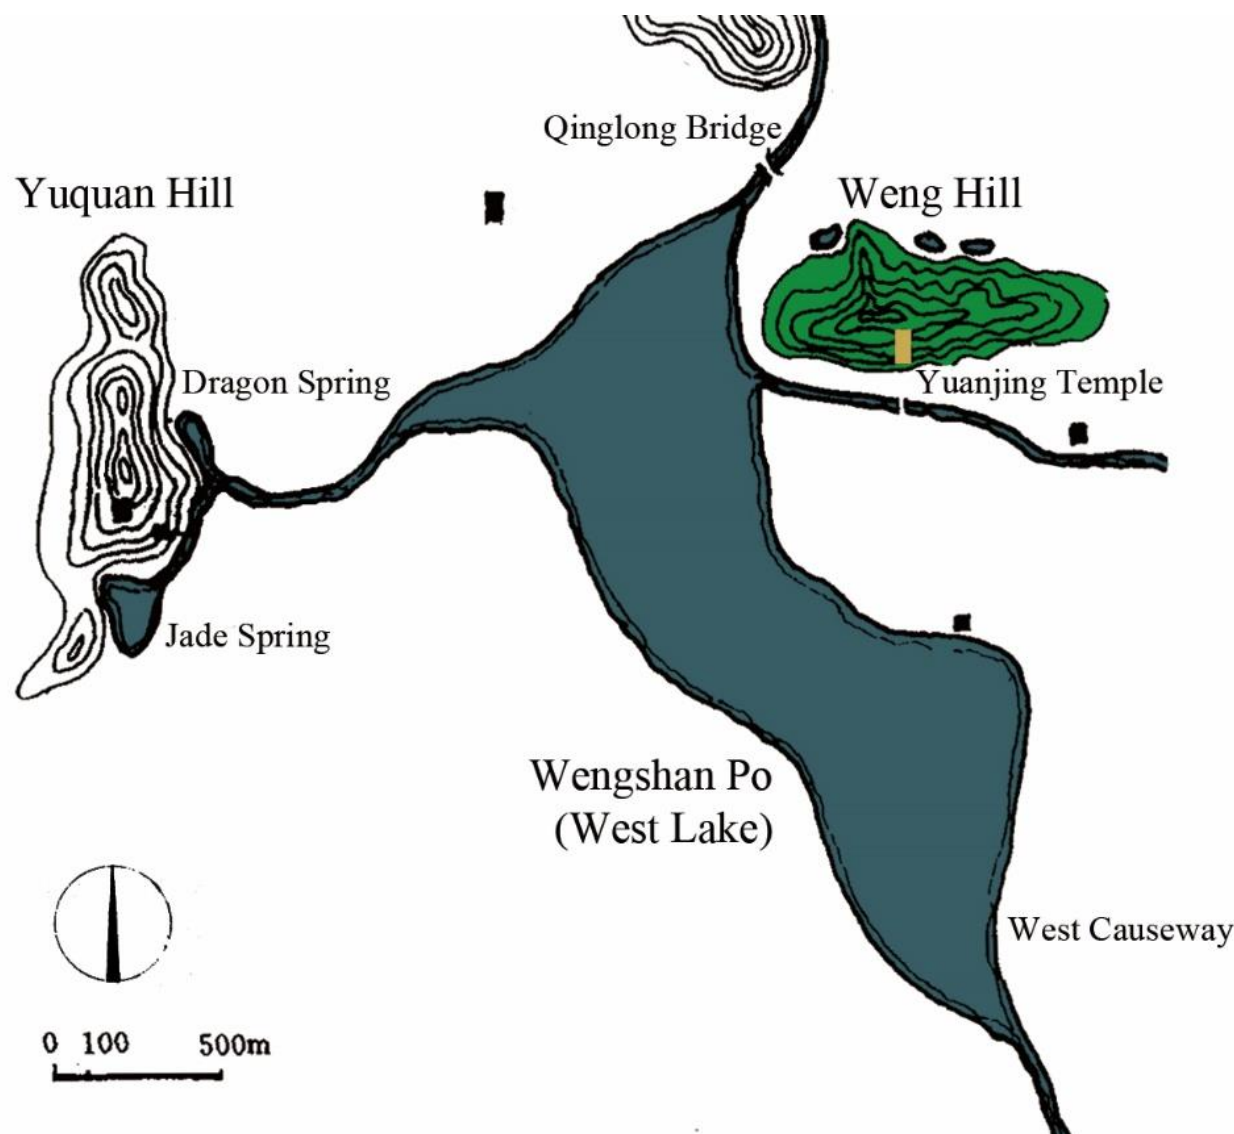 Qinglong Bridge
Yuquan Hill
Weng Hill
Dragon Spring
Yuanjing Temple
Jade Spring
Wengshan Po
(West Lake)
West Causeway
0 100 500m